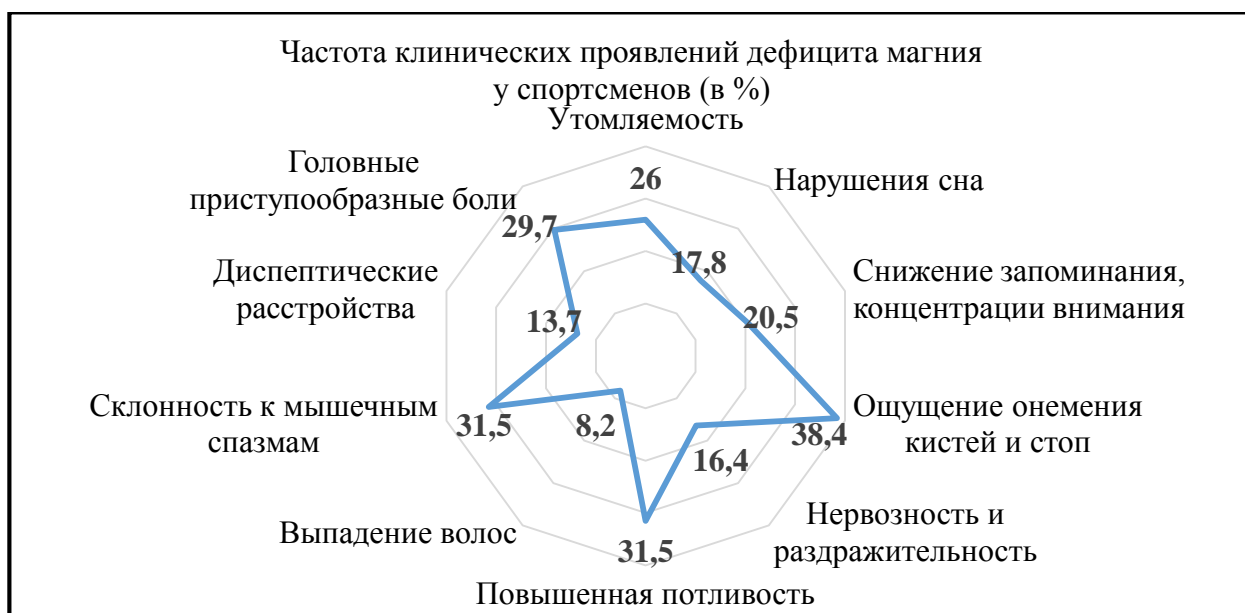 Частота клинических проявлений дефицита магния
у спортсменов (в %)
Утомляемость
26
Нарушения сна
17,8
Снижение запоминания,
концентрации внимания
20,5
Ощущение онемения
кистей и стоп
38,4
Нервозность и
раздражительность
16,4
Повышенная потливость
31,5
Выпадение волос
8,2
Склонность к мышечным
спазмам
31,5
Диспептические
расстройства
13,7
Головные
приступообразные боли
29,7